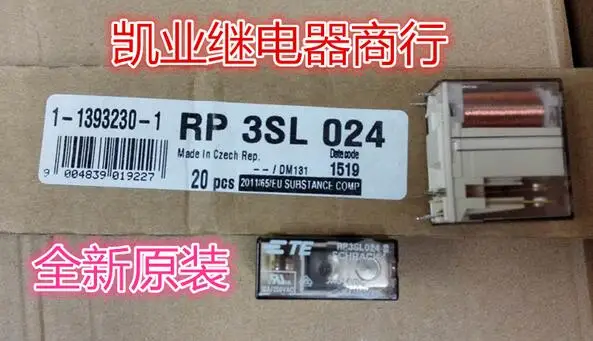 凯业继电器商行
1-1393230-1
RP 3SL 024
Made in Czech Rep.
Date code
-- / DM131 1519
9 004839 019227
20 pcs
2011/65/EU SUBSTANCE COMP
全新原装
TE
RP3SL024
SCHRACK